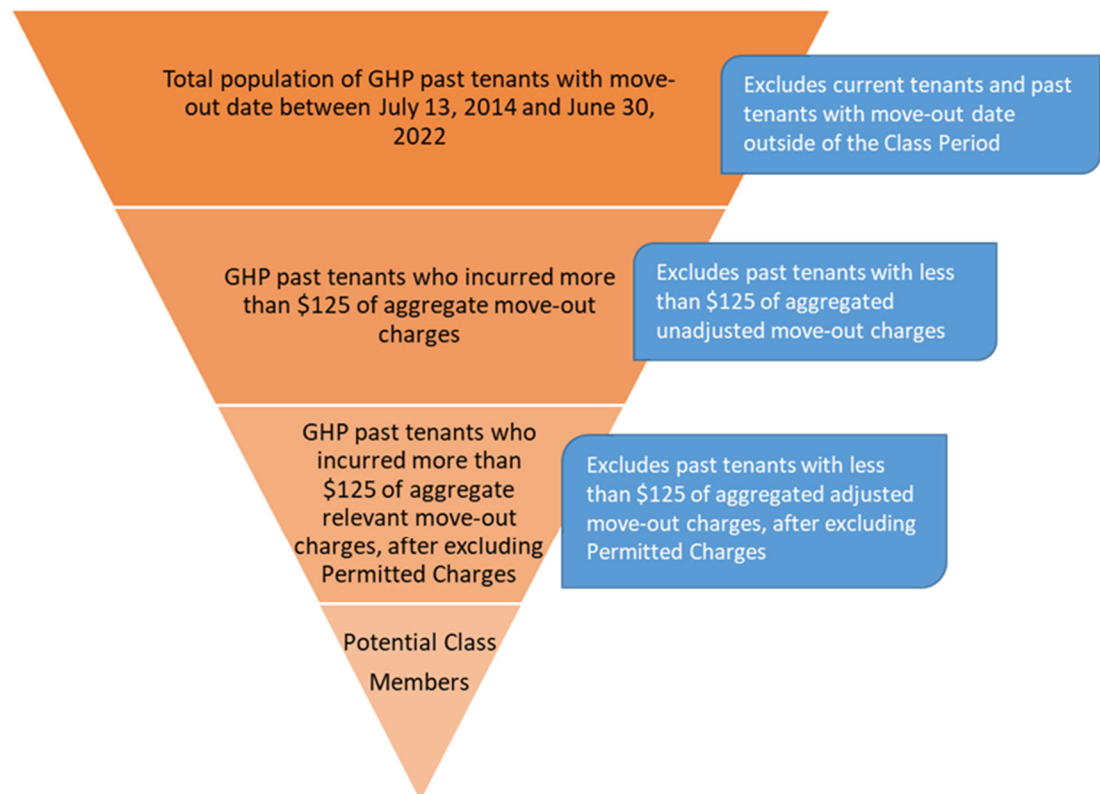 Total population of GHP past tenants with move-
out date between July 13, 2014 and June 30,
2022
Excludes current tenants and past
tenants with move-out date
outside of the Class Period
GHP past tenants who incurred more
than $125 of aggregate move-out
charges
Excludes past tenants with less
than $125 of aggregated
unadjusted move-out charges
GHP past tenants who
incurred more than
$125 of aggregate
relevant move-out
charges, after excluding
Permitted Charges
Excludes past tenants with less
than $125 of aggregated adjusted
move-out charges, after excluding
Permitted Charges
Potential Class
Members